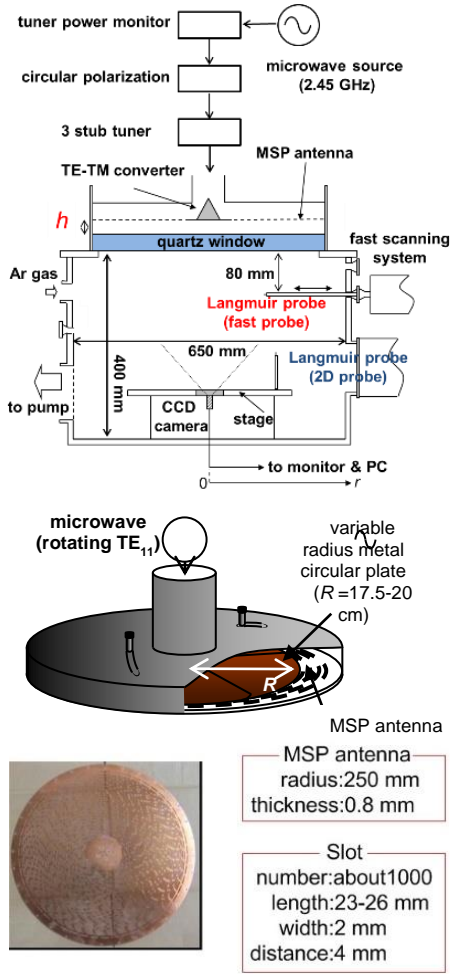 tuner power monitor
circular polarization
microwave source
(2.45 GHz)
3 stub tuner
MSP antenna
TE-TM converter
h
quartz window
fast scanning
system
Ar gas
80 mm
Langmuir probe
(fast probe)
650 mm
400 mm
Langmuir probe
(2D probe)
to pump
CCD
camera
stage
to monitor & PC
0
r
microwave
(rotating TE11)
variable
radius metal
circular plate
(R =17.5-20
cm)
R
MSP antenna
MSP antenna
radius:250 mm
thickness:0.8 mm
Slot
number:about1000
length:23-26 mm
width:2 mm
distance:4 mm